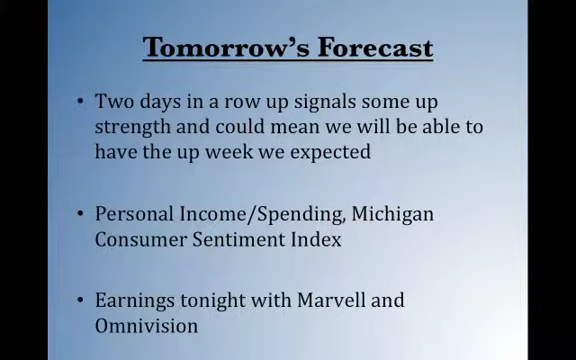 Tomorrow's Forecast
• Two days in a row up signals some up
strength and could mean we will be able to
have the up week we expected
• Personal Income/Spending, Michigan
Consumer Sentiment Index
• Earnings tonight with Marvell and
Omnivision